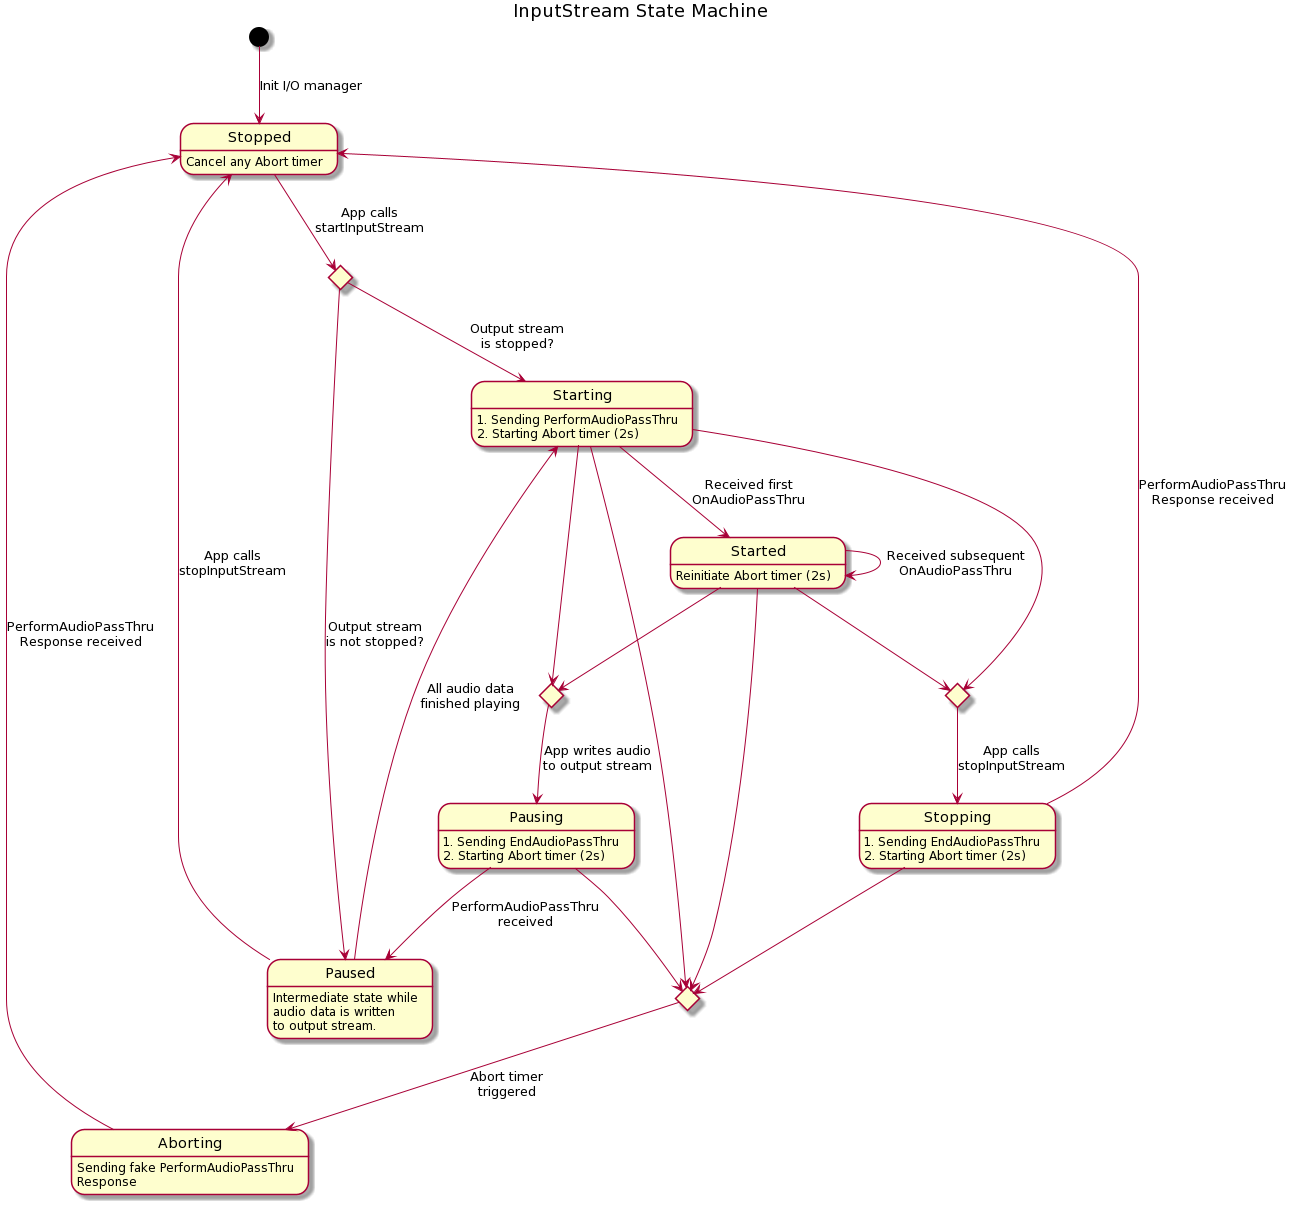 InputStream State Machine
Init I/O manager
Stopped
Cancel any Abort timer
App calls
startInputStream
Output stream
is stopped?
Starting
1. Sending PerformAudioPassThru
2. Starting Abort timer (2s)
Received first
OnAudioPassThru
PerformAudioPassThru
Response received
Started
Reinitiate Abort timer (2s)
Received subsequent
OnAudioPassThru
App calls
stopInputStream
PerformAudioPassThru
Response received
Output stream
is not stopped?
All audio data
finished playing
App writes audio
to output stream
App calls
stopInputStream
Pausing
1. Sending EndAudioPassThru
2. Starting Abort timer (2s)
Stopping
1. Sending EndAudioPassThru
2. Starting Abort timer (2s)
PerformAudioPassThru
received
Paused
Intermediate state while
audio data is written
to output stream.
Abort timer
triggered
Aborting
Sending fake PerformAudioPassThru
Response